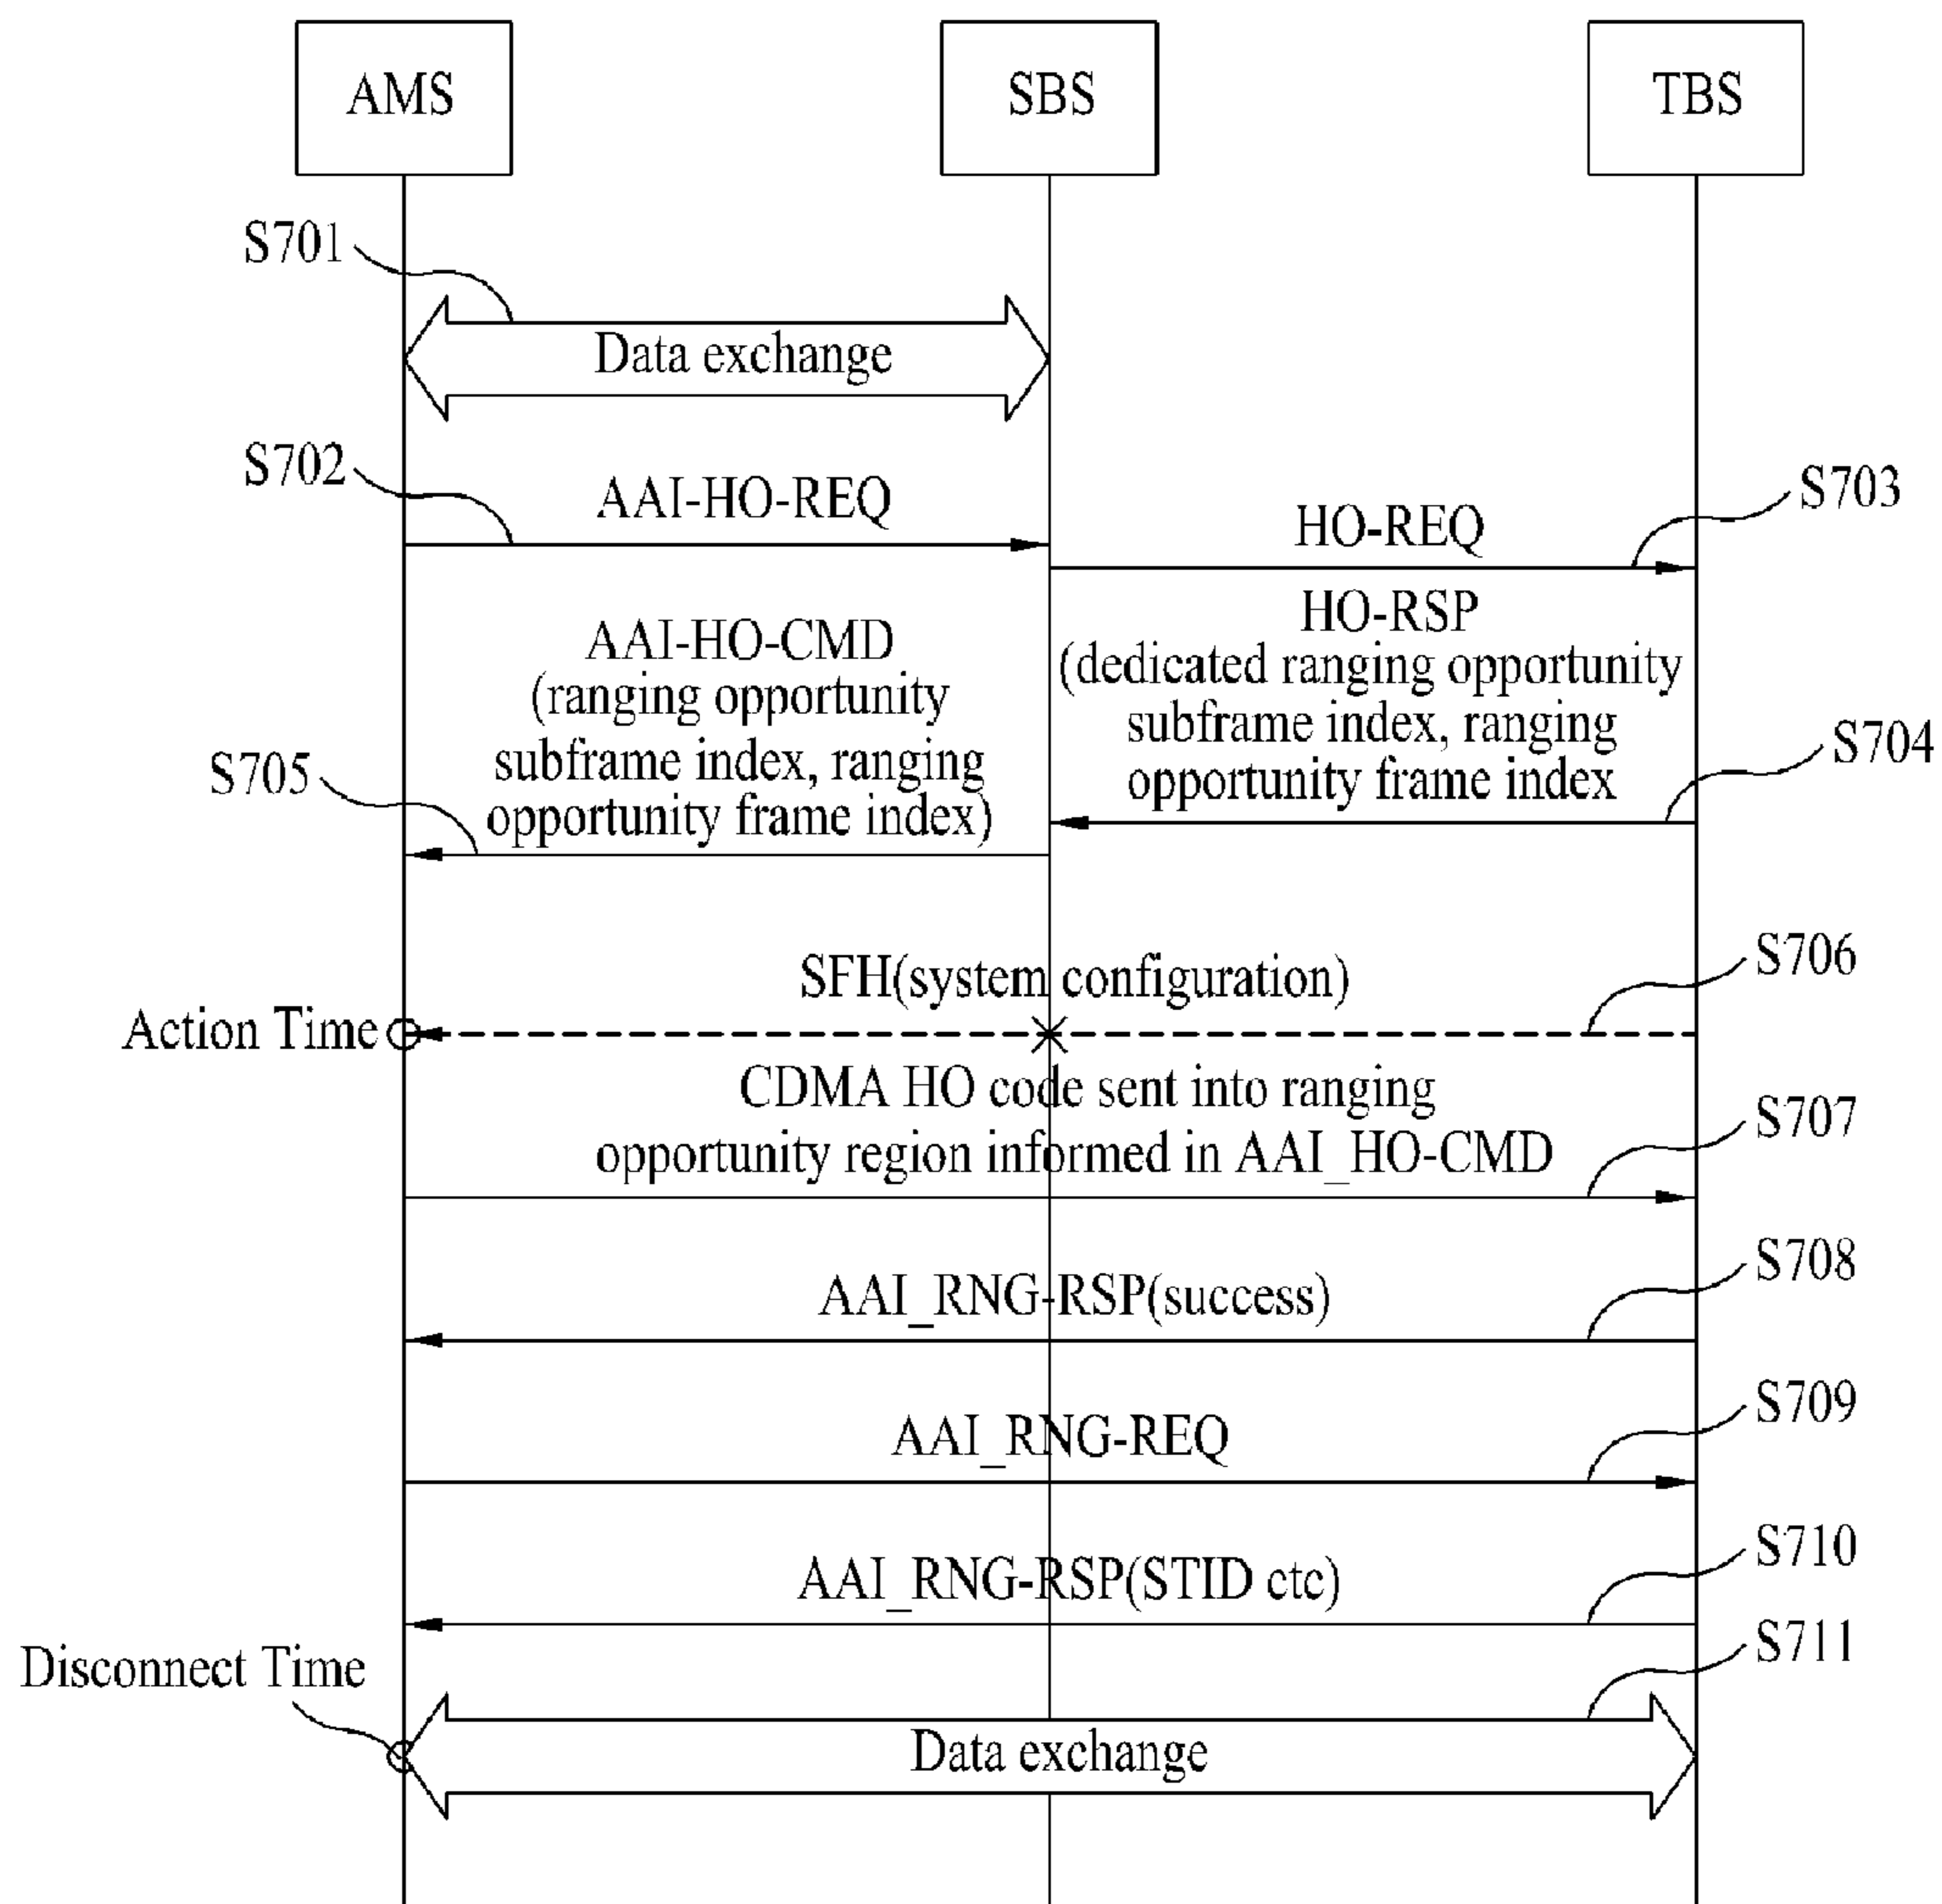 AMS
SBS
TBS
S701
Data exchange
S702
AAI-HO-REQ
HO-REQ
S703
HO-RSP
(dedicated ranging opportunity
subframe index, ranging
opportunity frame index
S704
AAI-HO-CMD
(ranging opportunity
subframe index, ranging
opportunity frame index)
S705
SFH(system configuration)
S706
Action Time
CDMA HO code sent into ranging
opportunity region informed in AAI_HO-CMD
S707
AAI_RNG-RSP(success)
S708
AAI_RNG-REQ
S709
AAI_RNG-RSP(STID ctc)
S710
S711
Disconnect Time
Data exchange